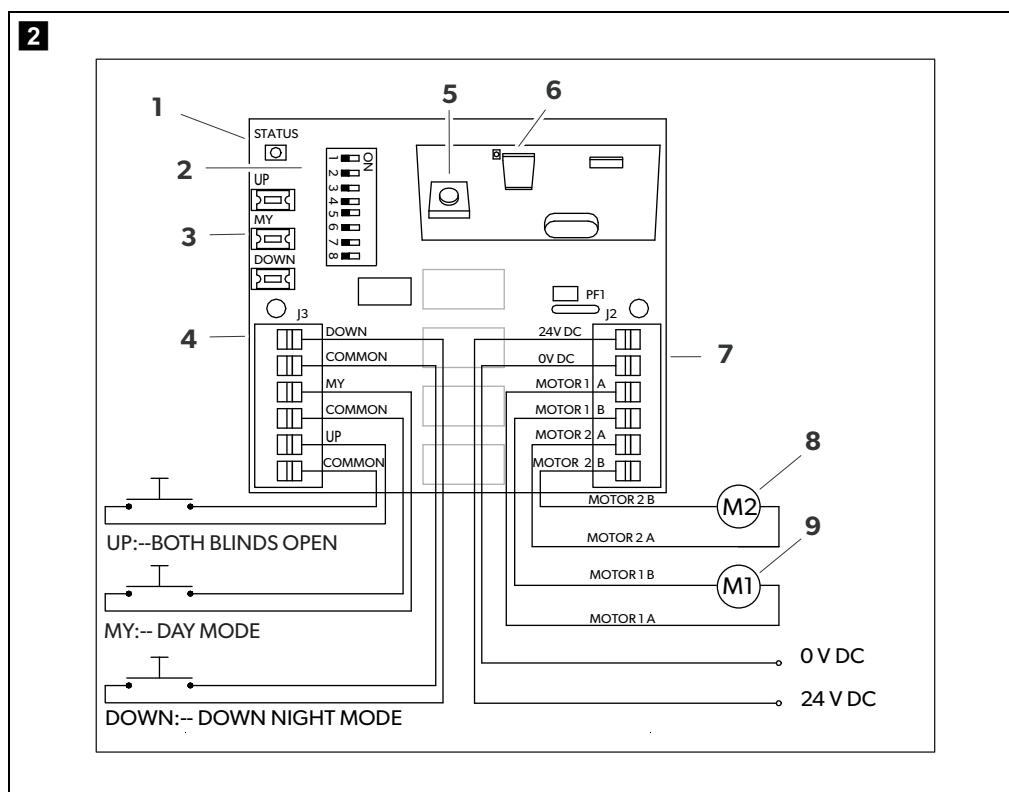 2
1
STATUS
2
ON
1
2
3
4
5
6
7
8
5
6
UP
MY
3
DOWN
PF1
4
J3
J2
7
DOWN
COMMON
MY
COMMON
UP
COMMON
24V DC
0V DC
MOTOR 1 A
MOTOR 1 B
MOTOR 2 A
MOTOR 2 B
8
MOTOR 2 B
M2
MOTOR 2 A
9
MOTOR 1 B
M1
MOTOR 1 A
UP:--BOTH BLINDS OPEN
MY:-- DAY MODE
DOWN:-- DOWN NIGHT MODE
0 V DC
24 V DC